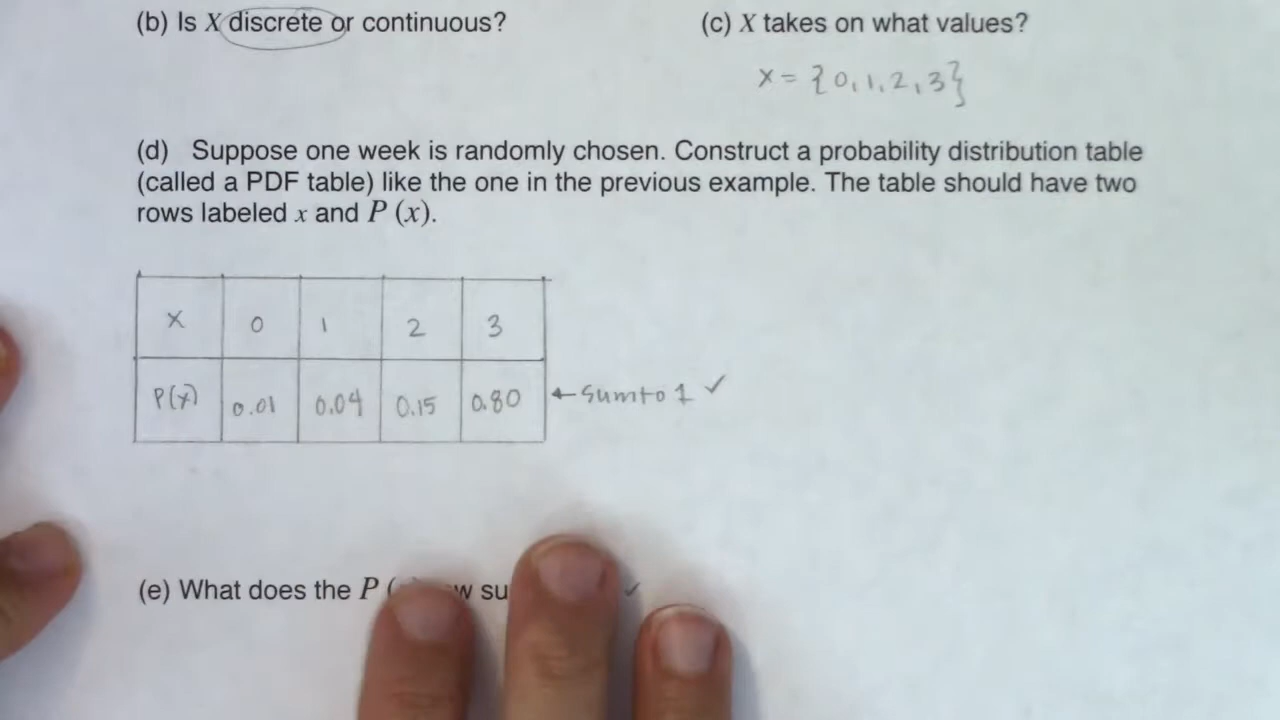 (b) Is X discrete or continuous? (c) X takes on what values?
x = {0,1,2,3}
(d) Suppose one week is randomly chosen. Construct a probability distribution table
(called a PDF table) like the one in the previous example. The table should have two
rows labeled x and P (x).
X 0 1 2 3
P(x) 0.01 0.04 0.15 0.80 ← sum to 1 ✓
(e) What does the P ✓